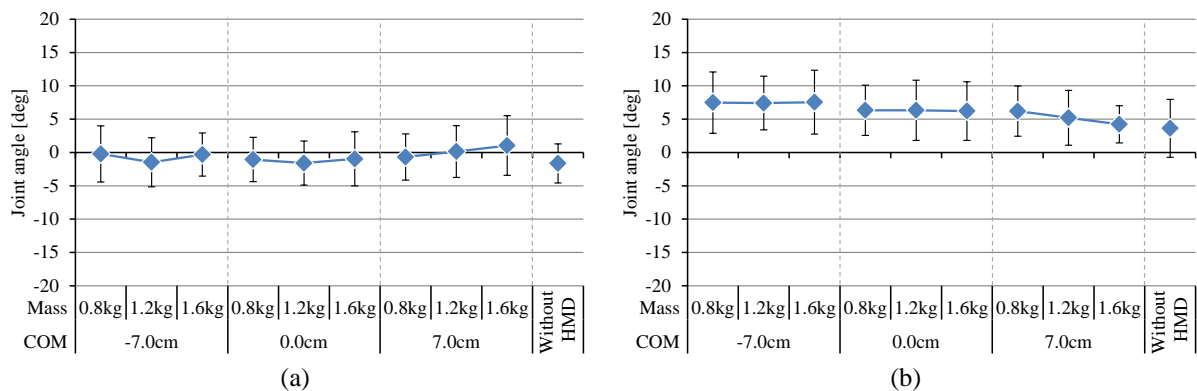 20
15
10
5
0
-5
-10
-15
-20
Joint angle [deg]
Mass 0.8kg 1.2kg 1.6kg 0.8kg 1.2kg 1.6kg 0.8kg 1.2kg 1.6kg
COM -7.0cm 0.0cm 7.0cm
Without
HMD
(a)
20
15
10
5
0
-5
-10
-15
-20
Joint angle [deg]
Mass 0.8kg 1.2kg 1.6kg 0.8kg 1.2kg 1.6kg 0.8kg 1.2kg 1.6kg
COM -7.0cm 0.0cm 7.0cm
Without
HMD
(b)